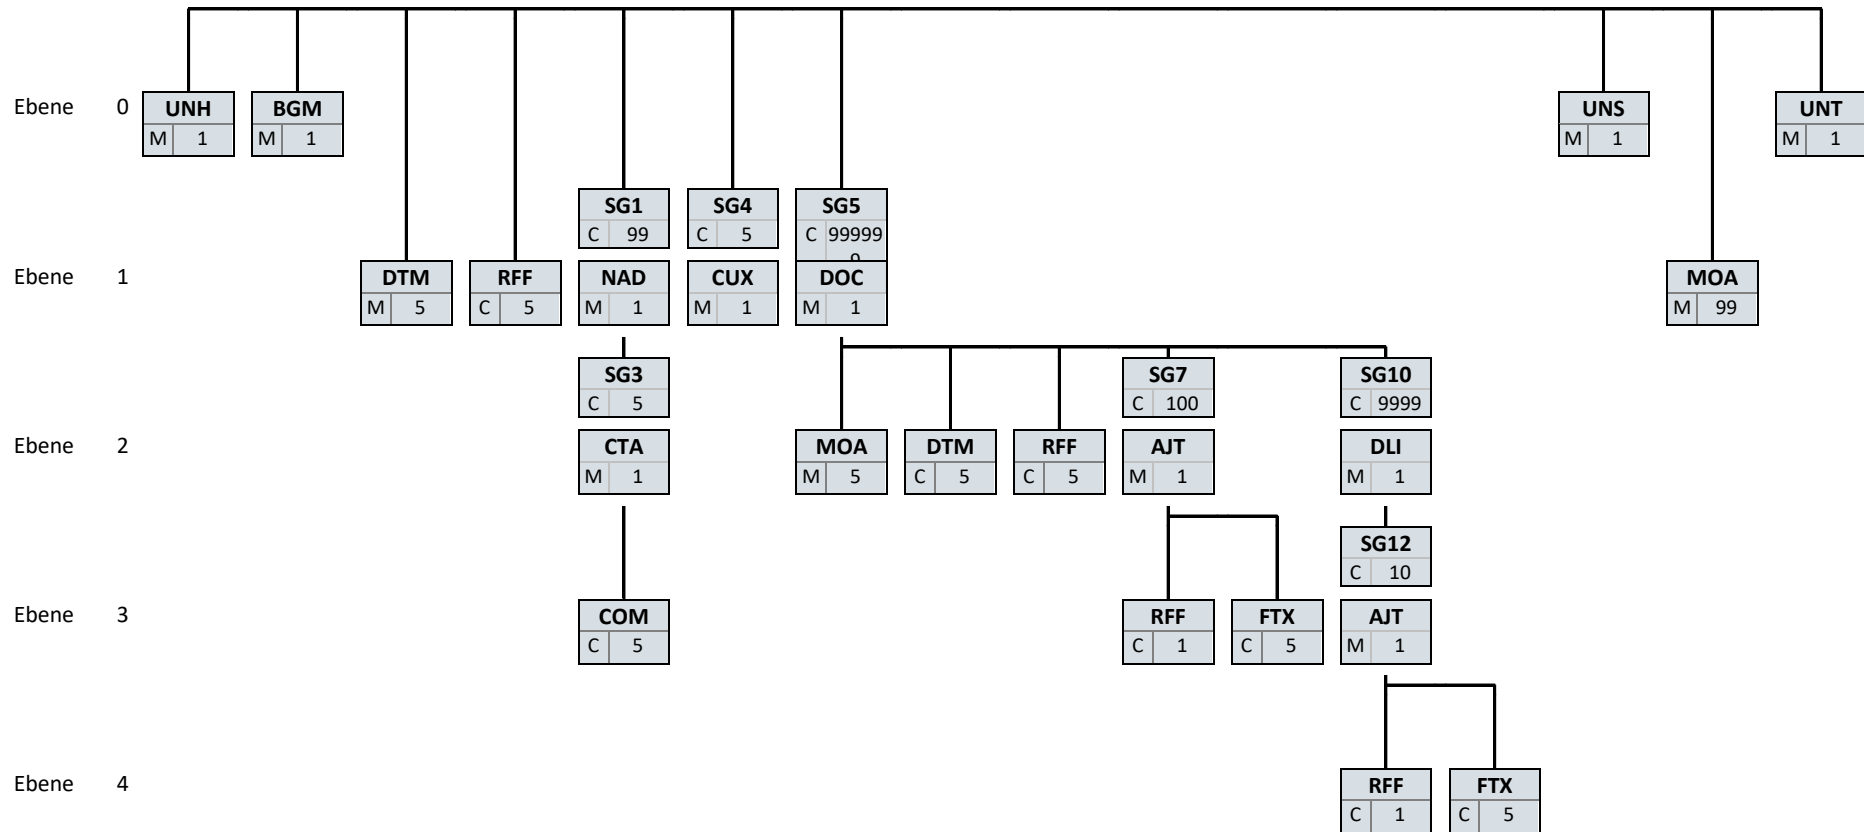 Ebene 0 UNH BGM UNS UNT
M 1 M 1 M 1 M 1
SG1 SG4 SG5
C 99 C 5 C 99999
9
Ebene 1 DTM RFF NAD CUX DOC MOA
M 5 C 5 M 1 M 1 M 1 M 99
SG3 SG7 SG10
C 5 C 100 C 9999
Ebene 2 CTA MOA DTM RFF AJT DLI
M 1 M 5 C 5 C 5 M 1 M 1
SG12
C 10
Ebene 3 COM RFF FTX AJT
C 5 C 1 C 5 M 1
Ebene 4 RFF FTX
C 1 C 5